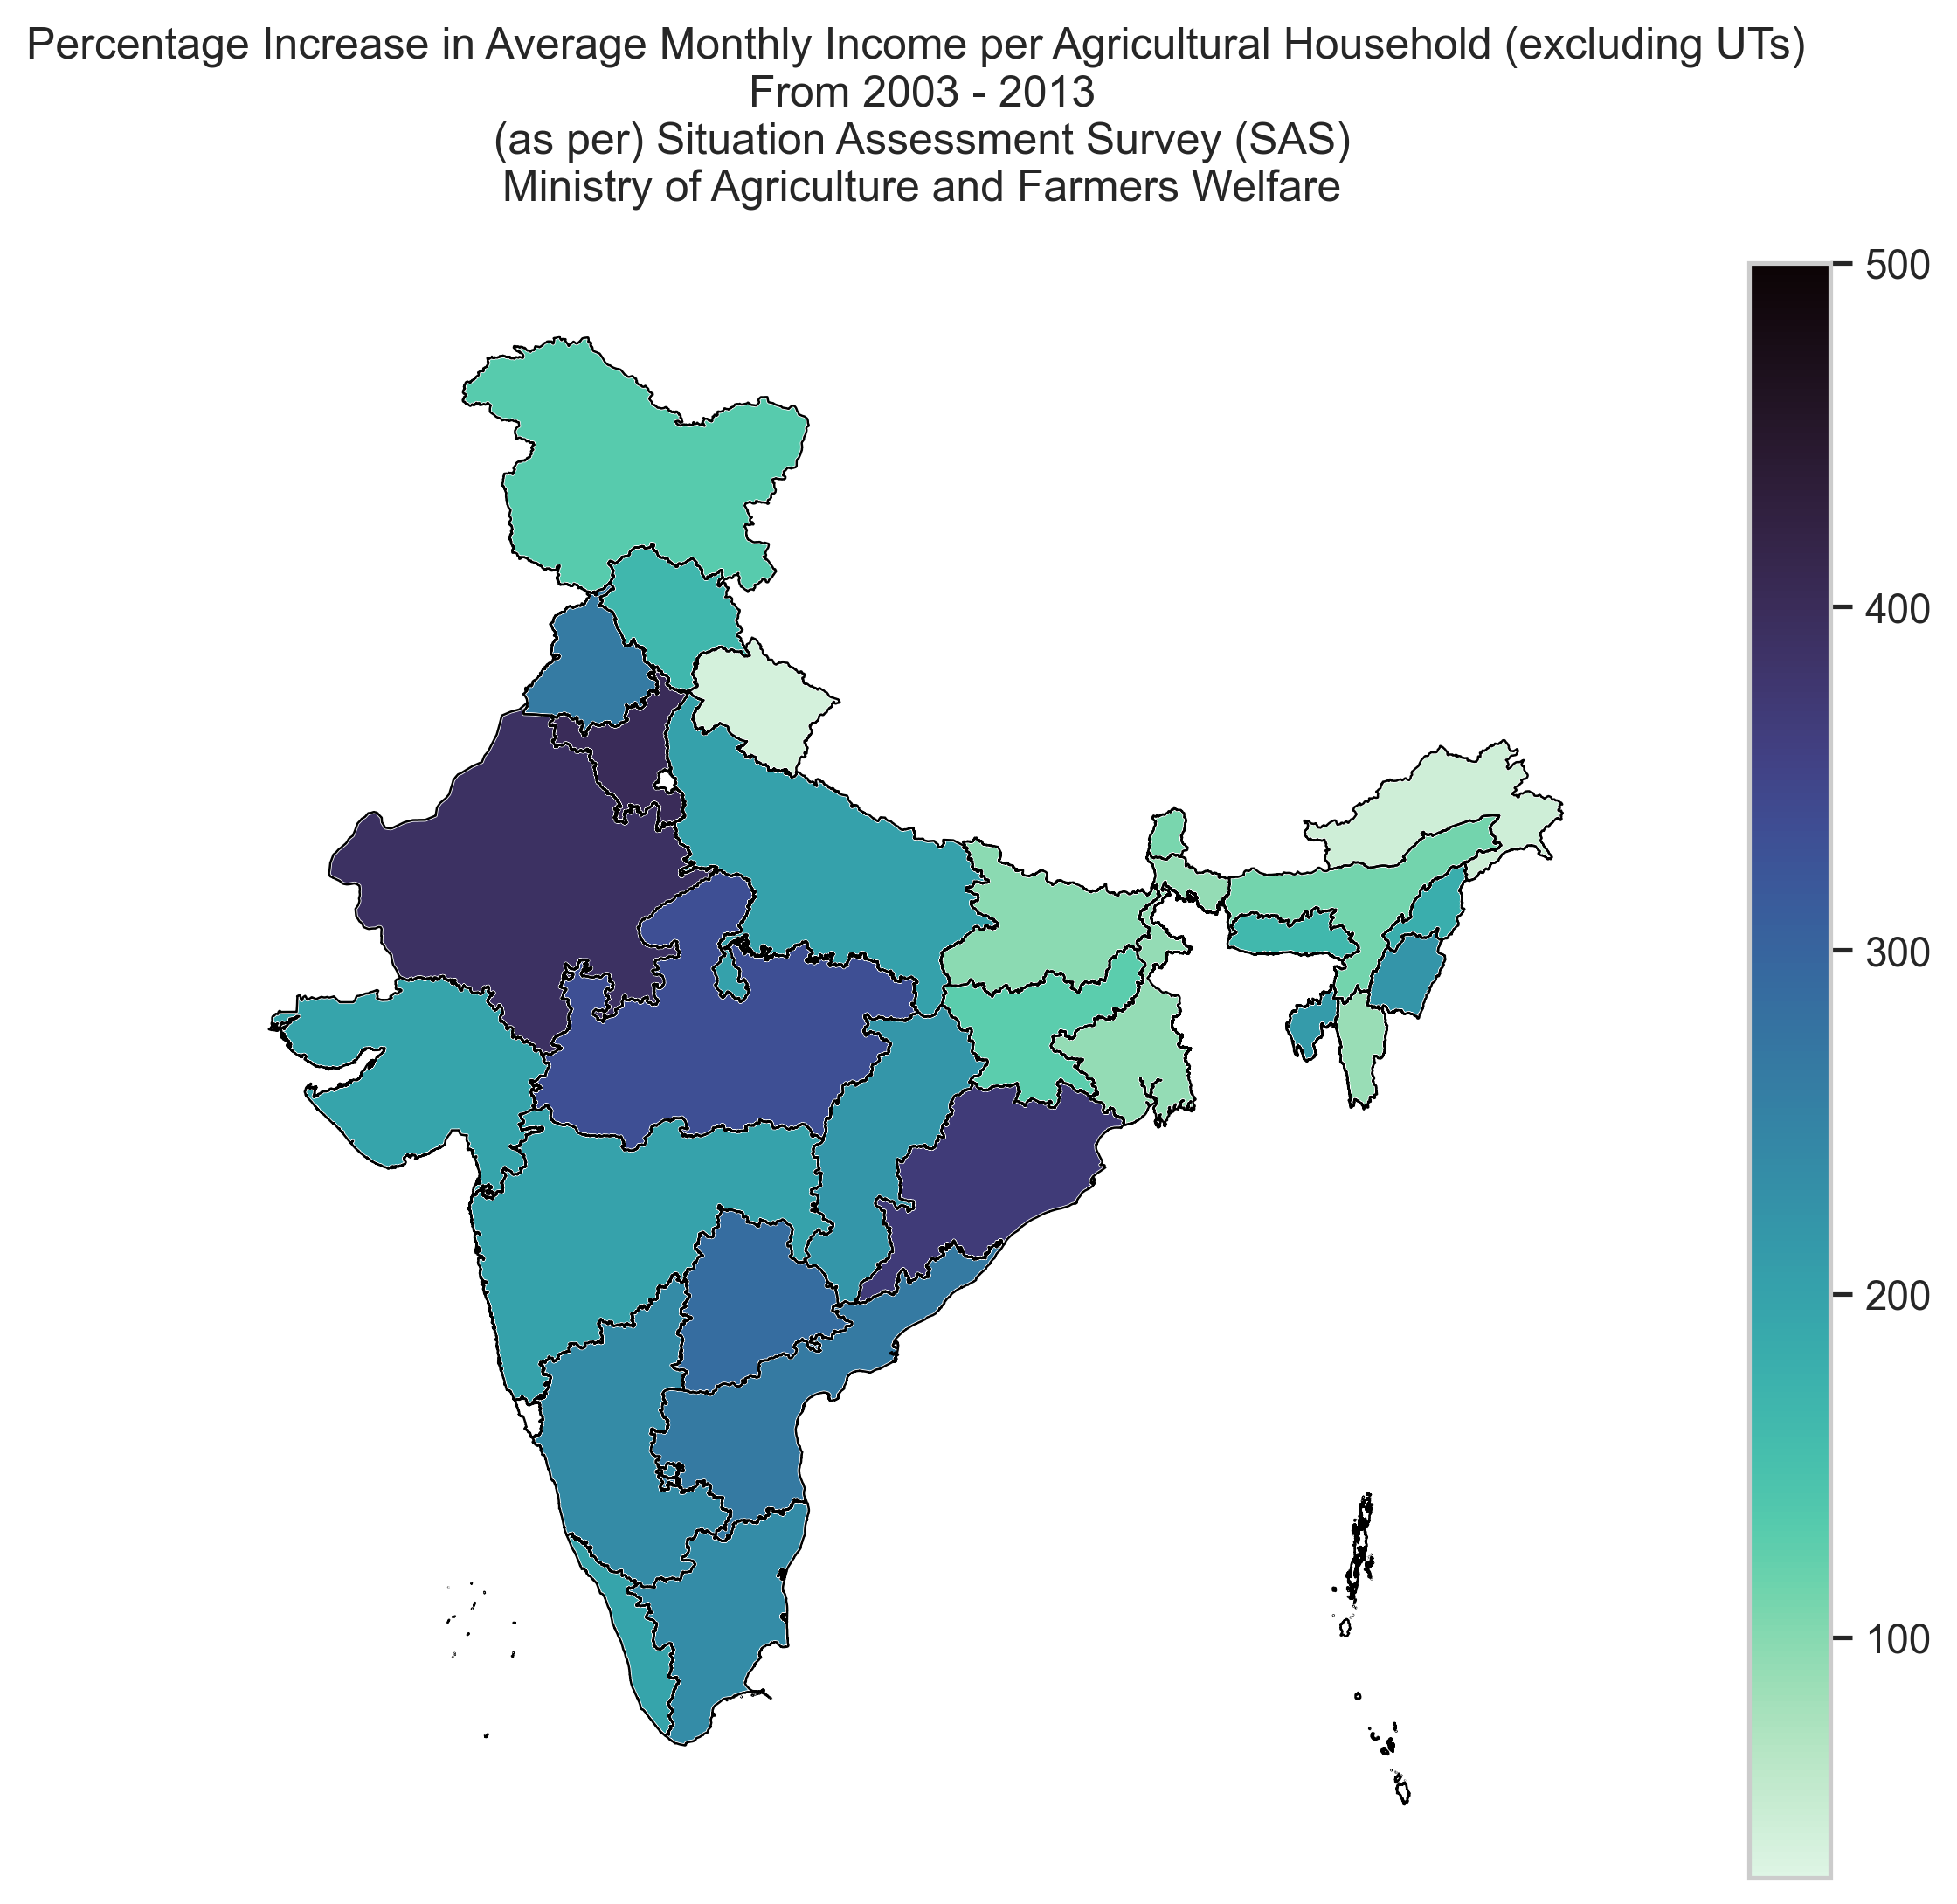 Percentage Increase in Average Monthly Income per Agricultural Household (excluding UTs)
From 2003 - 2013
(as per) Situation Assessment Survey (SAS)
Ministry of Agriculture and Farmers Welfare
500
400
300
200
100